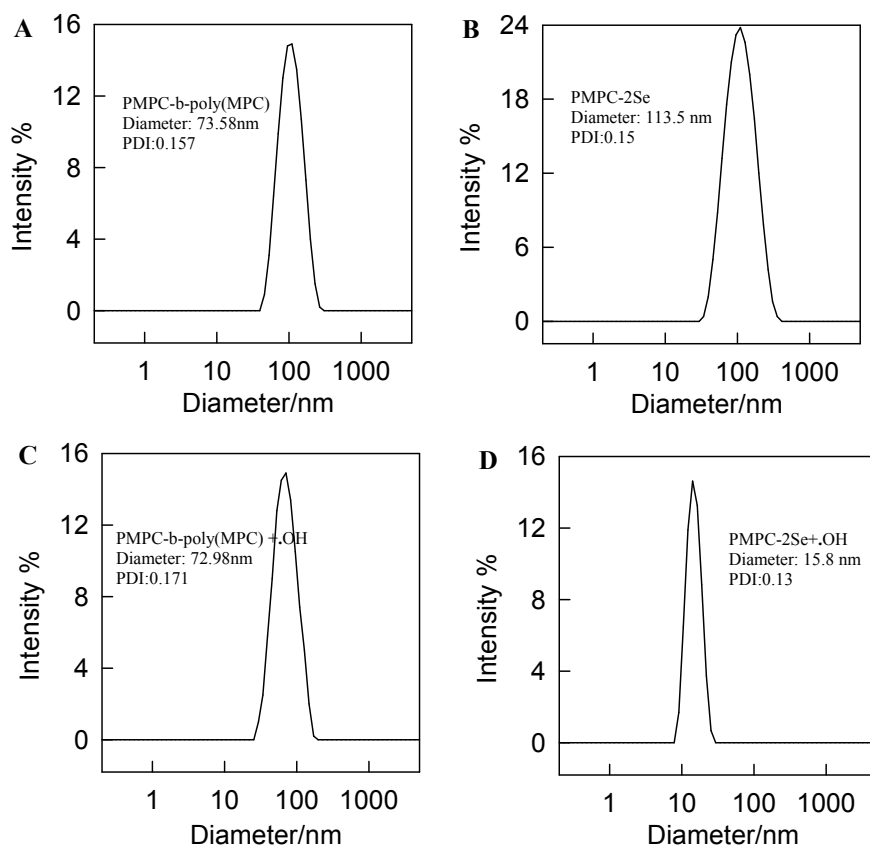 A
16
12
8
4
0
Intensity %
PMPC-b-poly(MPC)
Diameter: 73.58nm
PDI:0.157
1 10 100 1000
Diameter/nm
B
24
18
12
6
0
Intensity %
PMPC-2Se
Diameter: 113.5 nm
PDI:0.15
1 10 100 1000
Diameter/nm
C
16
12
8
4
0
Intensity %
PMPC-b-poly(MPC) +.OH
Diameter: 72.98nm
PDI:0.171
1 10 100 1000
Diameter/nm
D
16
12
8
4
0
Intensity %
PMPC-2Se+.OH
Diameter: 15.8 nm
PDI:0.13
1 10 100 1000
Diameter/nm